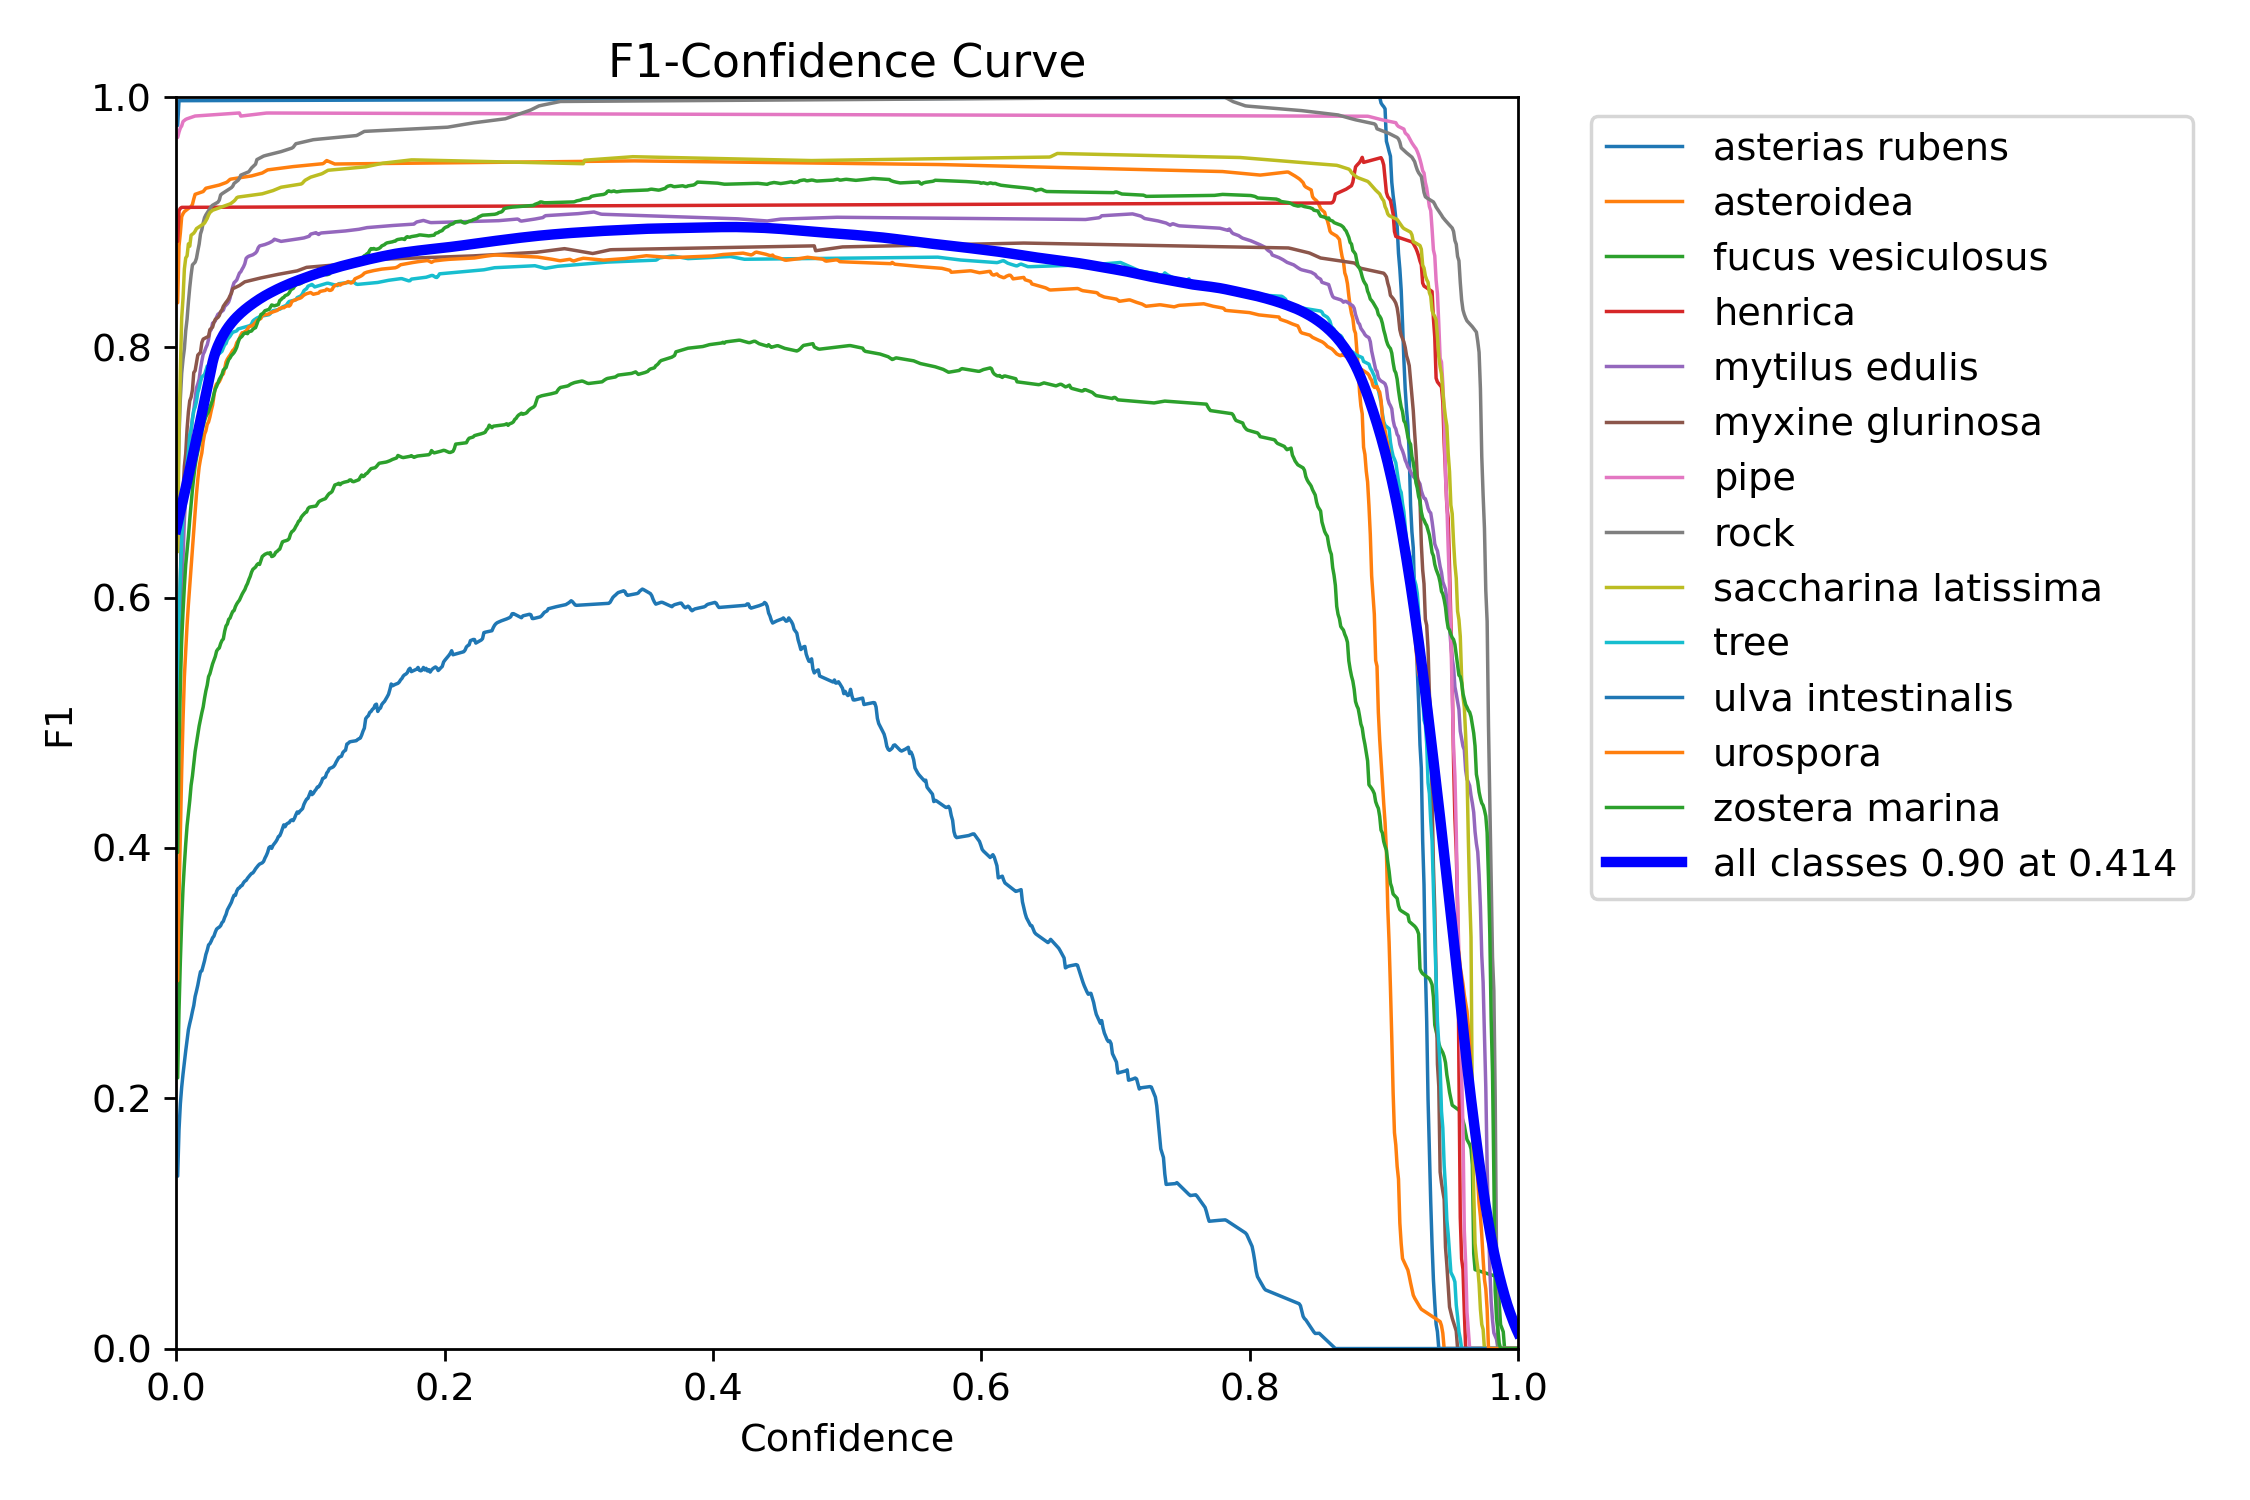 F1-Confidence Curve
1.0
0.8
0.6
0.4
0.2
0.0
F1
0.0 0.2 0.4 0.6 0.8 1.0
Confidence
asterias rubens
asteroidea
fucus vesiculosus
henrica
mytilus edulis
myxine glurinosa
pipe
rock
saccharina latissima
tree
ulva intestinalis
urospora
zostera marina
all classes 0.90 at 0.414